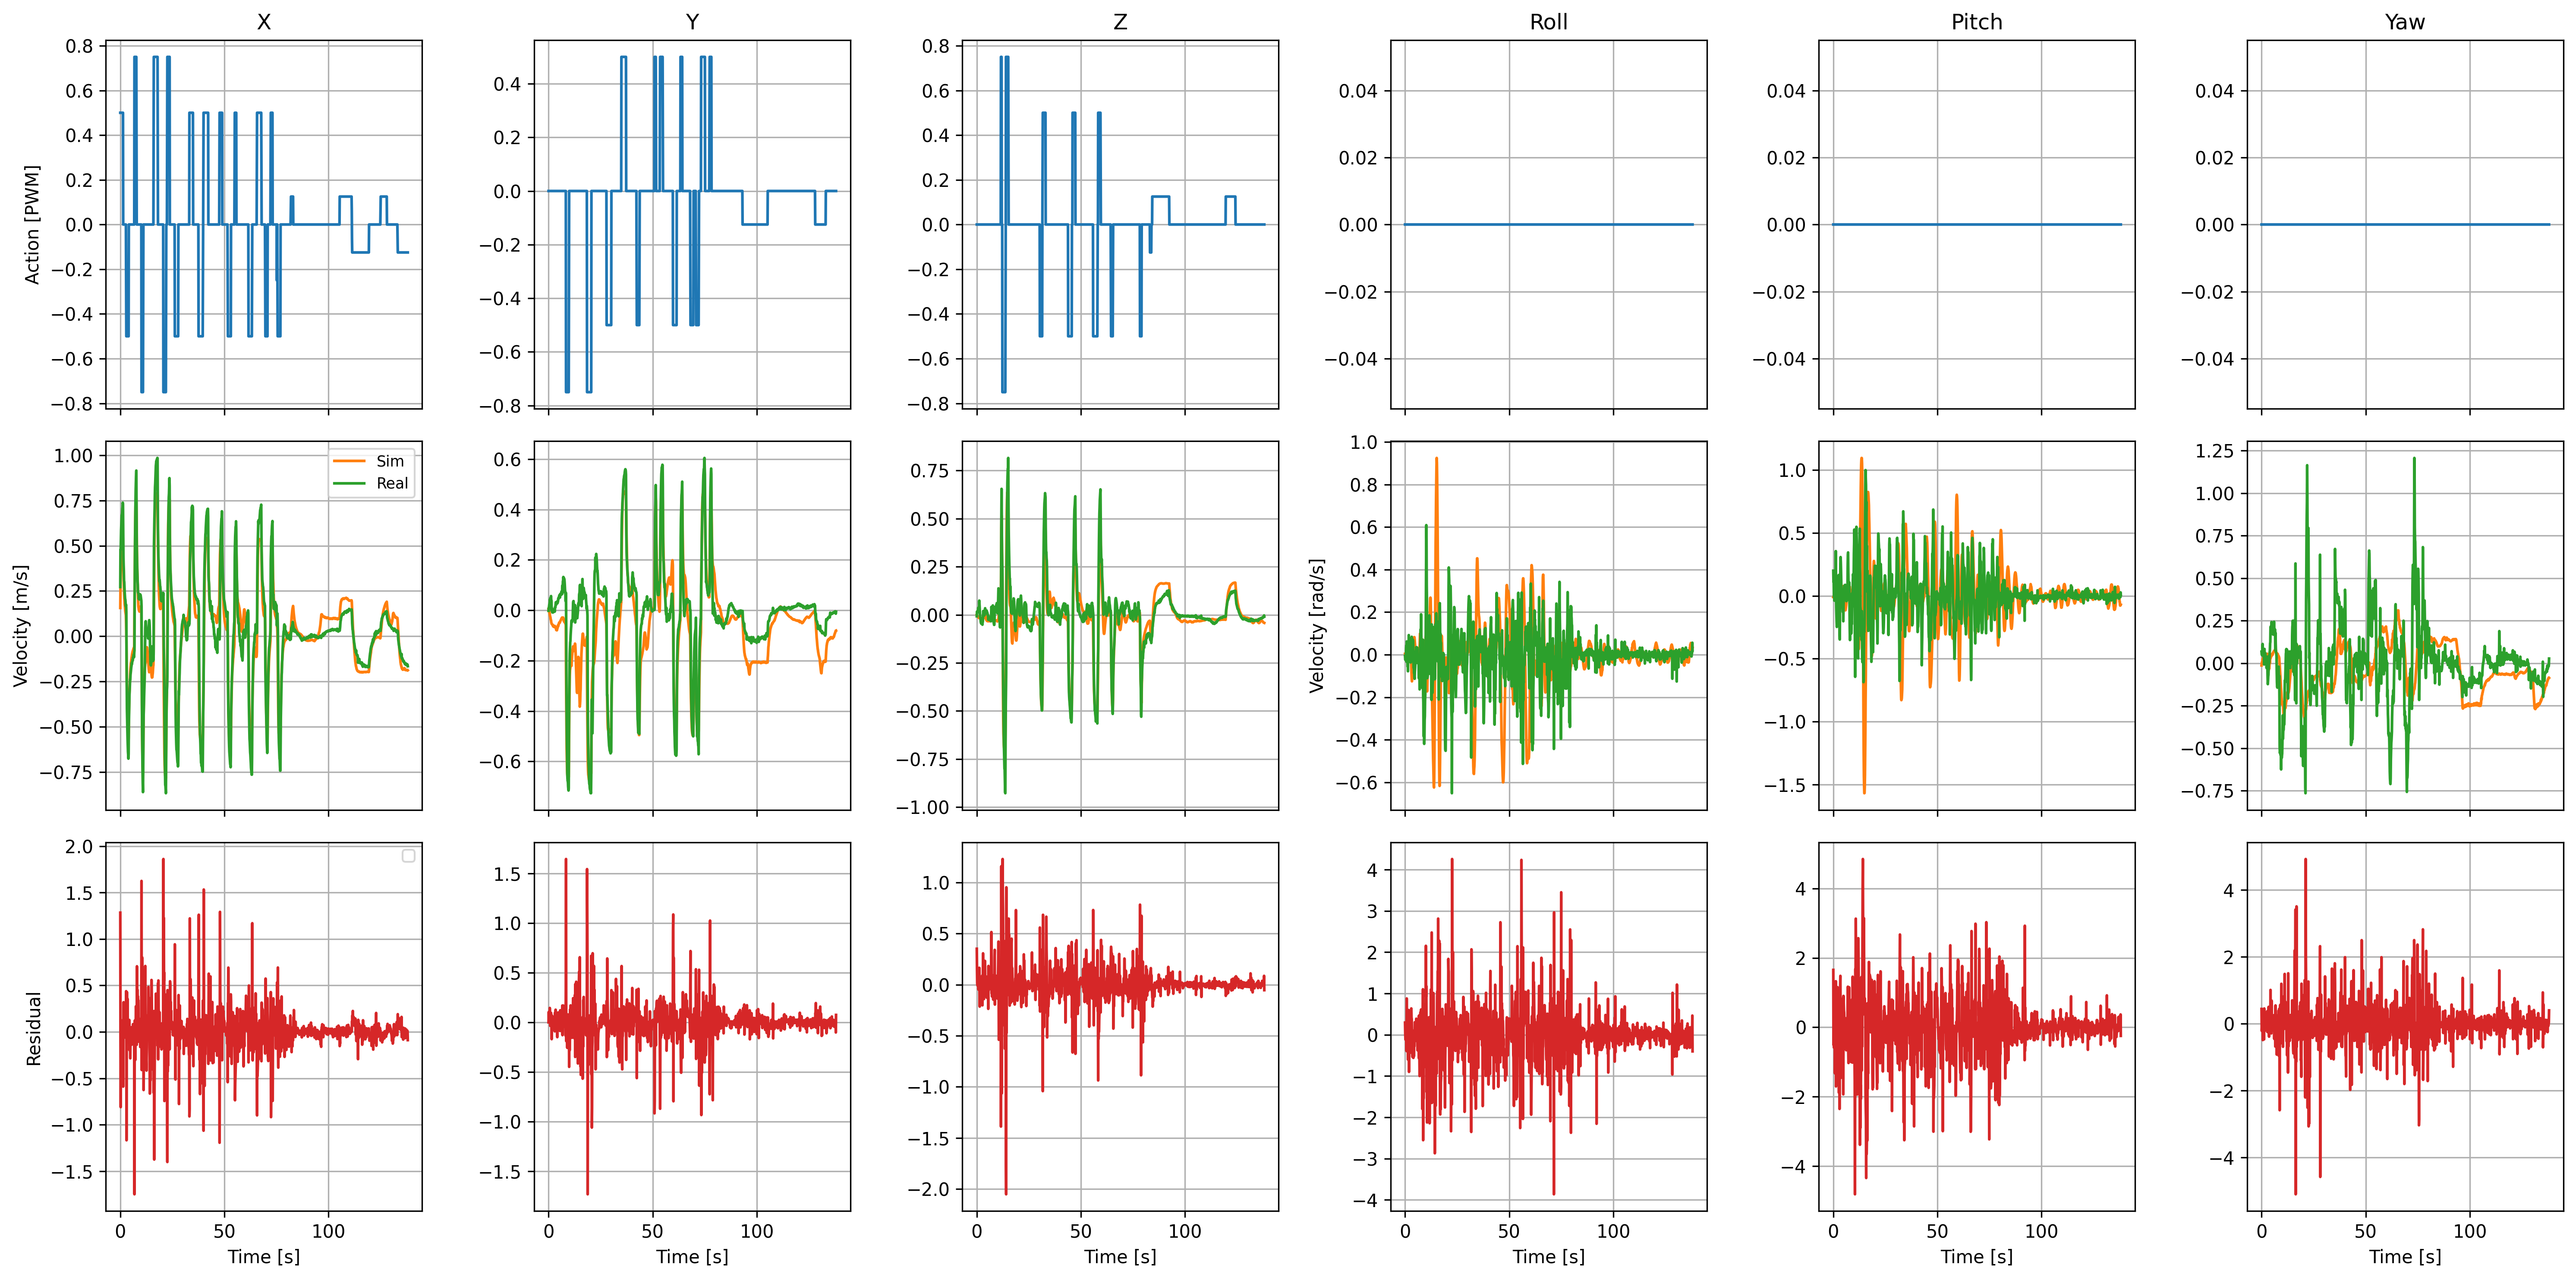 X Y Z Roll Pitch Yaw
Action [PWM]
0.8 0.6 0.4 0.2 0.0 −0.2 −0.4 −0.6 −0.8
0.4 0.2 0.0 −0.2 −0.4 −0.6 −0.8
0.8 0.6 0.4 0.2 0.0 −0.2 −0.4 −0.6 −0.8
0.04 0.02 0.00 −0.02 −0.04
0.04 0.02 0.00 −0.02 −0.04
0.04 0.02 0.00 −0.02 −0.04
Velocity [m/s]
1.00 0.75 0.50 0.25 0.00 −0.25 −0.50 −0.75
Sim
Real
0.6 0.4 0.2 0.0 −0.2 −0.4 −0.6
0.75 0.50 0.25 0.00 −0.25 −0.50 −0.75 −1.00
Velocity [rad/s]
1.0 0.8 0.6 0.4 0.2 0.0 −0.2 −0.4 −0.6
1.0 0.5 0.0 −0.5 −1.0 −1.5
1.25 1.00 0.75 0.50 0.25 0.00 −0.25 −0.50 −0.75
Residual
2.0 1.5 1.0 0.5 0.0 −0.5 −1.0 −1.5
1.5 1.0 0.5 0.0 −0.5 −1.0 −1.5
1.0 0.5 0.0 −0.5 −1.0 −1.5 −2.0
4 3 2 1 0 −1 −2 −3 −4
4 2 0 −2 −4
4 2 0 −2 −4
0 50 100 0 50 100 0 50 100 0 50 100 0 50 100 0 50 100
Time [s] Time [s] Time [s] Time [s] Time [s] Time [s]